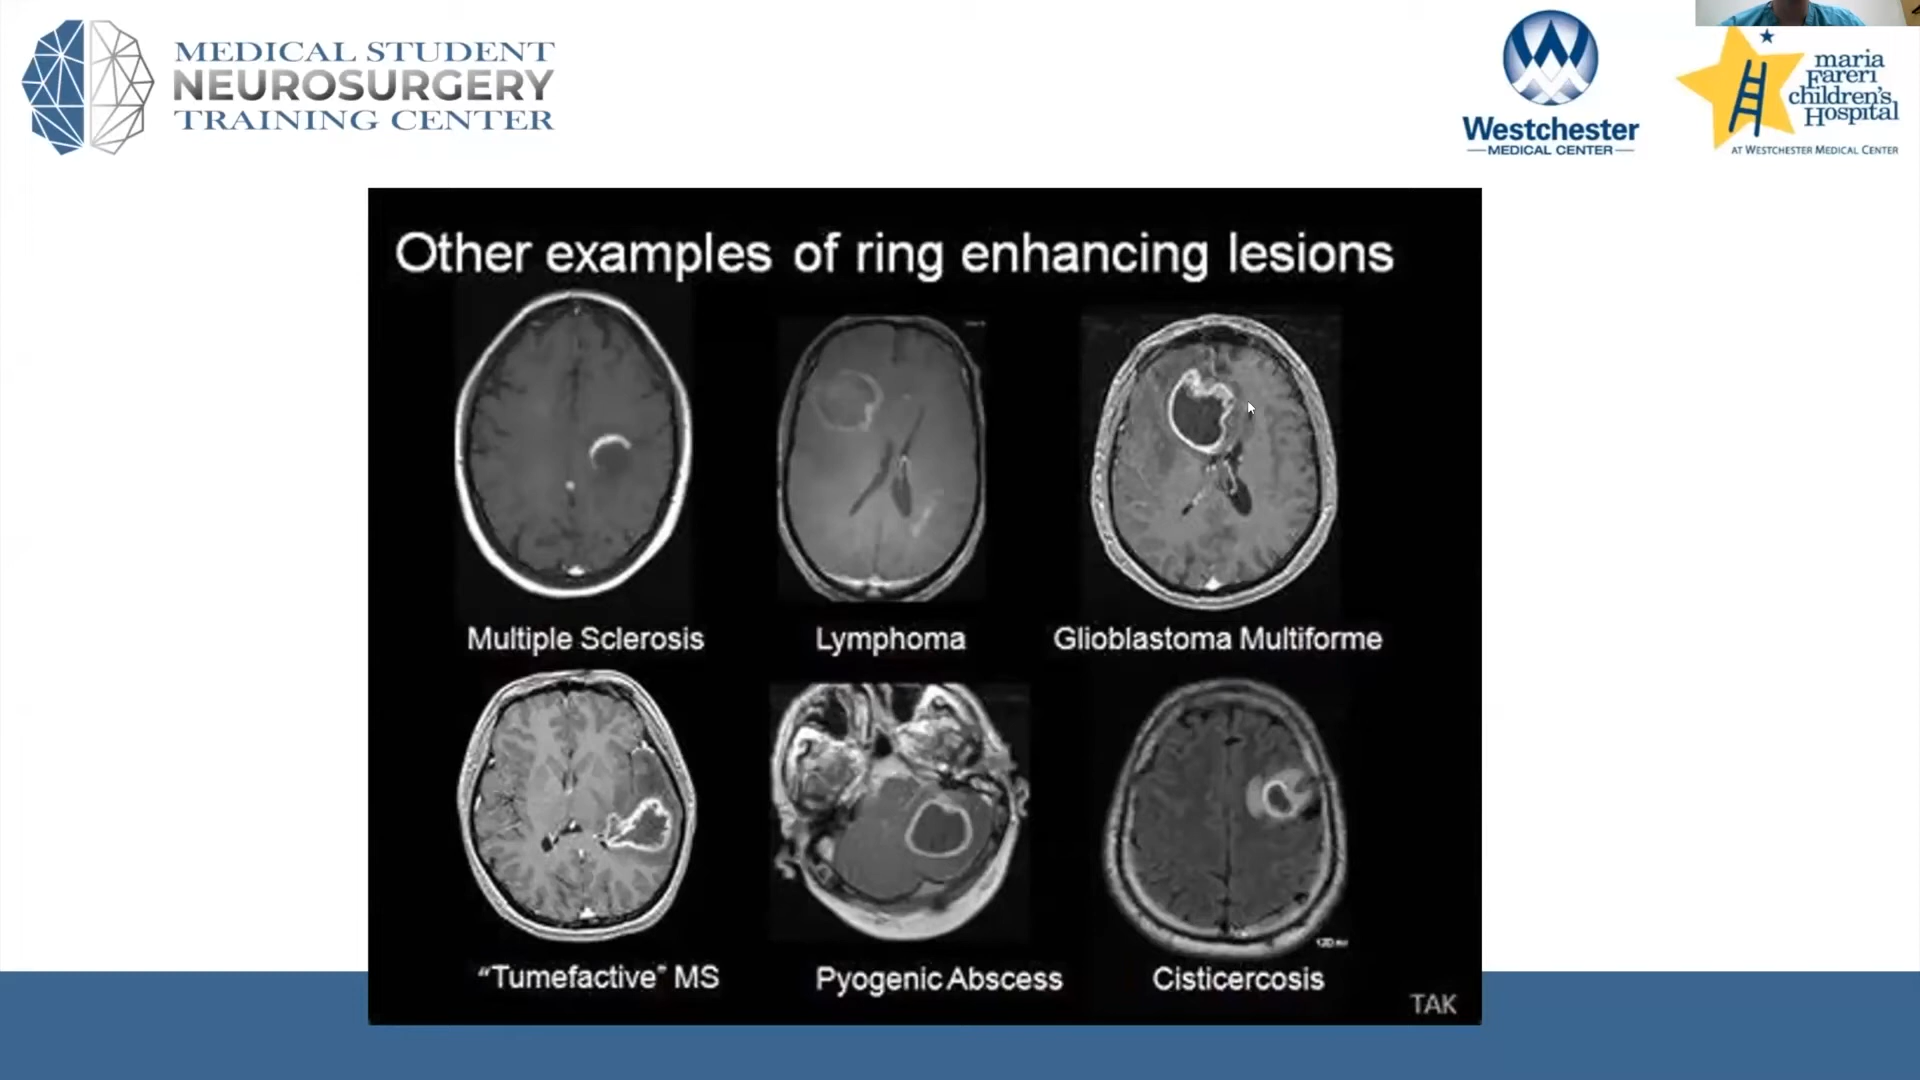 MEDICAL STUDENT
NEUROSURGERY
TRAINING CENTER
Westchester
MEDICAL CENTER
maria
Fareri
children's
Hospital
AT WESTCHESTER MEDICAL CENTER
Other examples of ring enhancing lesions
Multiple Sclerosis
Lymphoma
Glioblastoma Multiforme
“Tumefactive” MS
Pyogenic Abscess
Cisticercosis
TAK